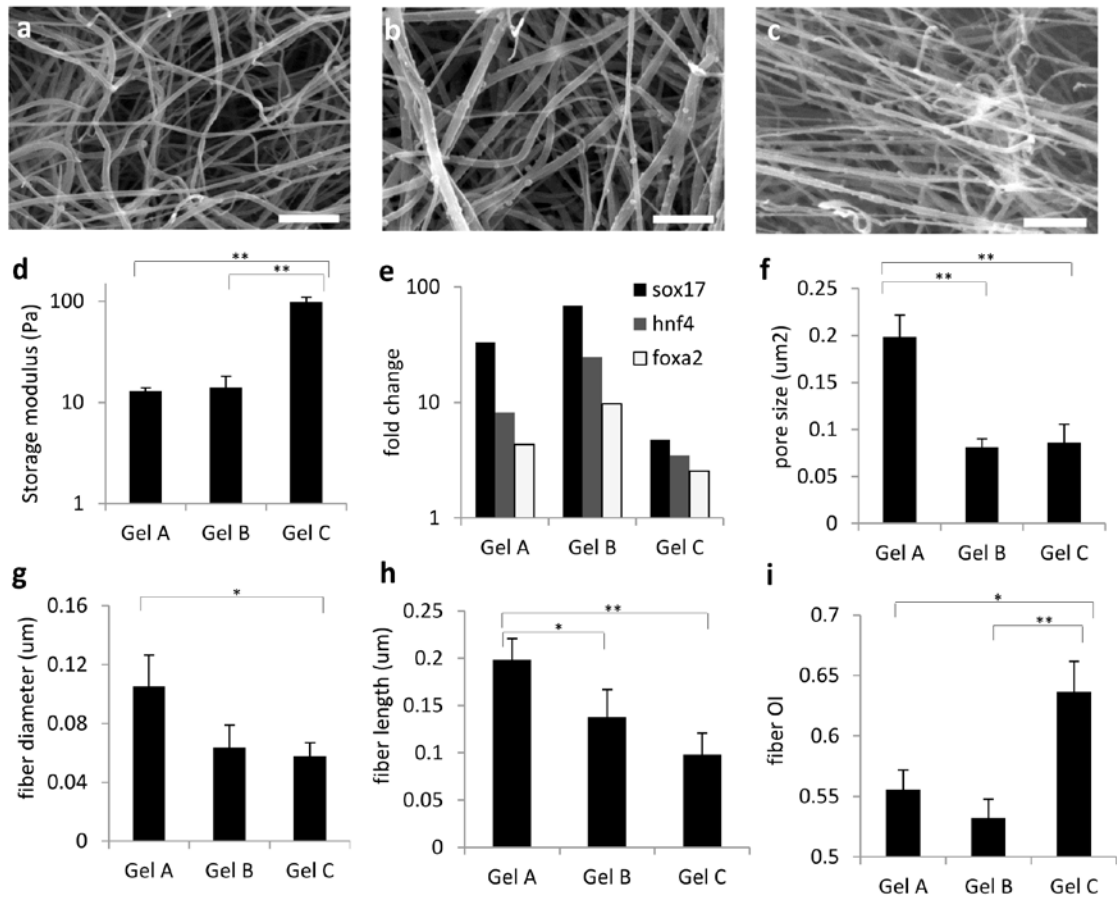 a
b
c
d
**
**
Storage modulus (Pa)
100
10
1
Gel A
Gel B
Gel C
e
sox17
hnf4
foxa2
fold change
100
10
1
Gel A
Gel B
Gel C
f
**
**
pore size (um2)
0.25
0.2
0.15
0.1
0.05
0
Gel A
Gel B
Gel C
g
*
fiber diameter (um)
0.16
0.12
0.08
0.04
0
Gel A
Gel B
Gel C
h
**
*
fiber length (um)
0.25
0.2
0.15
0.1
0.05
0
Gel A
Gel B
Gel C
i
*
**
fiber OI
0.7
0.65
0.6
0.55
0.5
Gel A
Gel B
Gel C